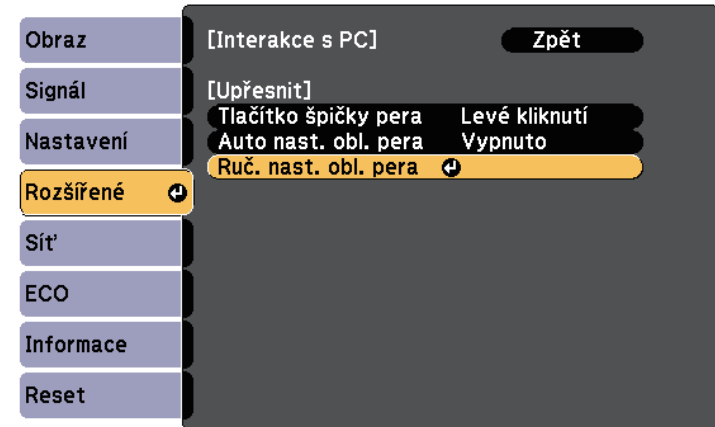 Obraz
Signál
Nastavení
Rozšířené
Síť
ECO
Informace
Reset
[Interakce s PC] Zpět
[Upřesnit]
Tlačítko špičky pera Levé kliknutí
Auto nast. obl. pera Vypnuto
Ruč. nast. obl. pera